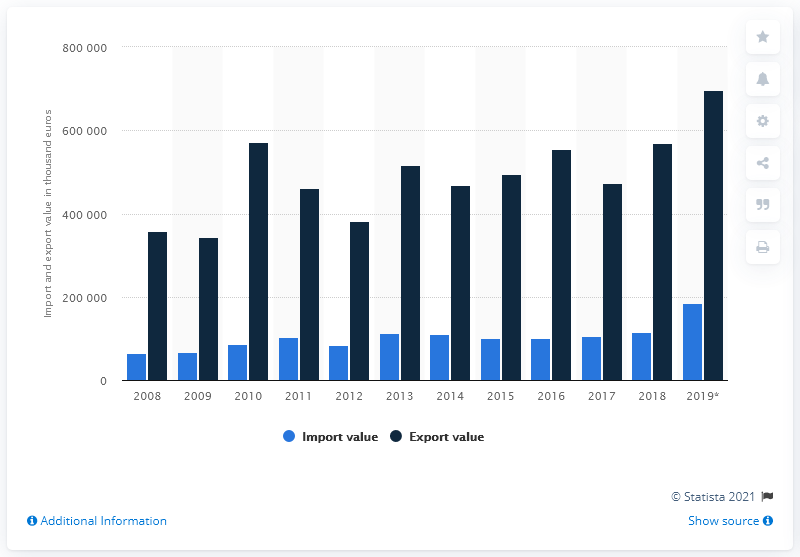 800 000
600 000
400 000
200 000
0
Import and export value in thousand euros
2008 2009 2010 2011 2012 2013 2014 2015 2016 2017 2018 2019*
Import value Export value
© Statista 2021
Additional Information Show source